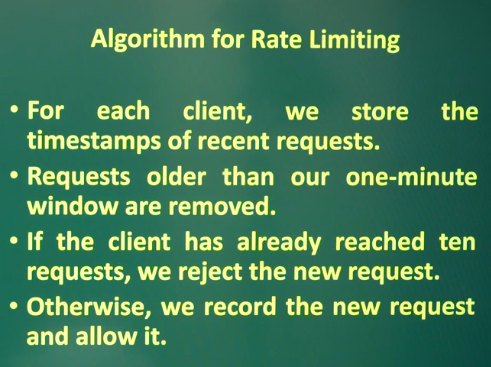 Algorithm for Rate Limiting
• For each client, we store the
timestamps of recent requests.
• Requests older than our one-minute
window are removed.
• If the client has already reached ten
requests, we reject the new request.
• Otherwise, we record the new request
and allow it.